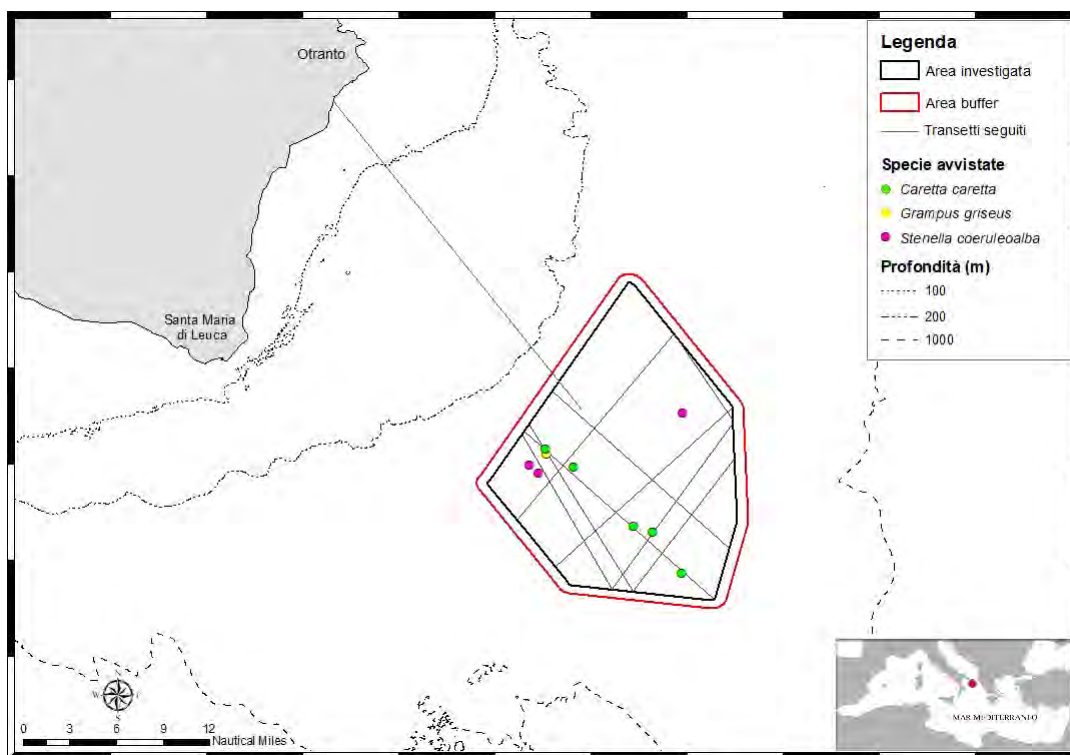 Otranto
Santa Maria
di Leuca
Legenda
Area investigata
Area buffer
Transetti seguiti
Specie avvistate
Caretta caretta
Grampus griseus
Stenella coeruleoalba
Profondità (m)
100
200
1000
N
W E
S
0 3 6 9 12
Nautical Miles
MAR MEDITERRANEO